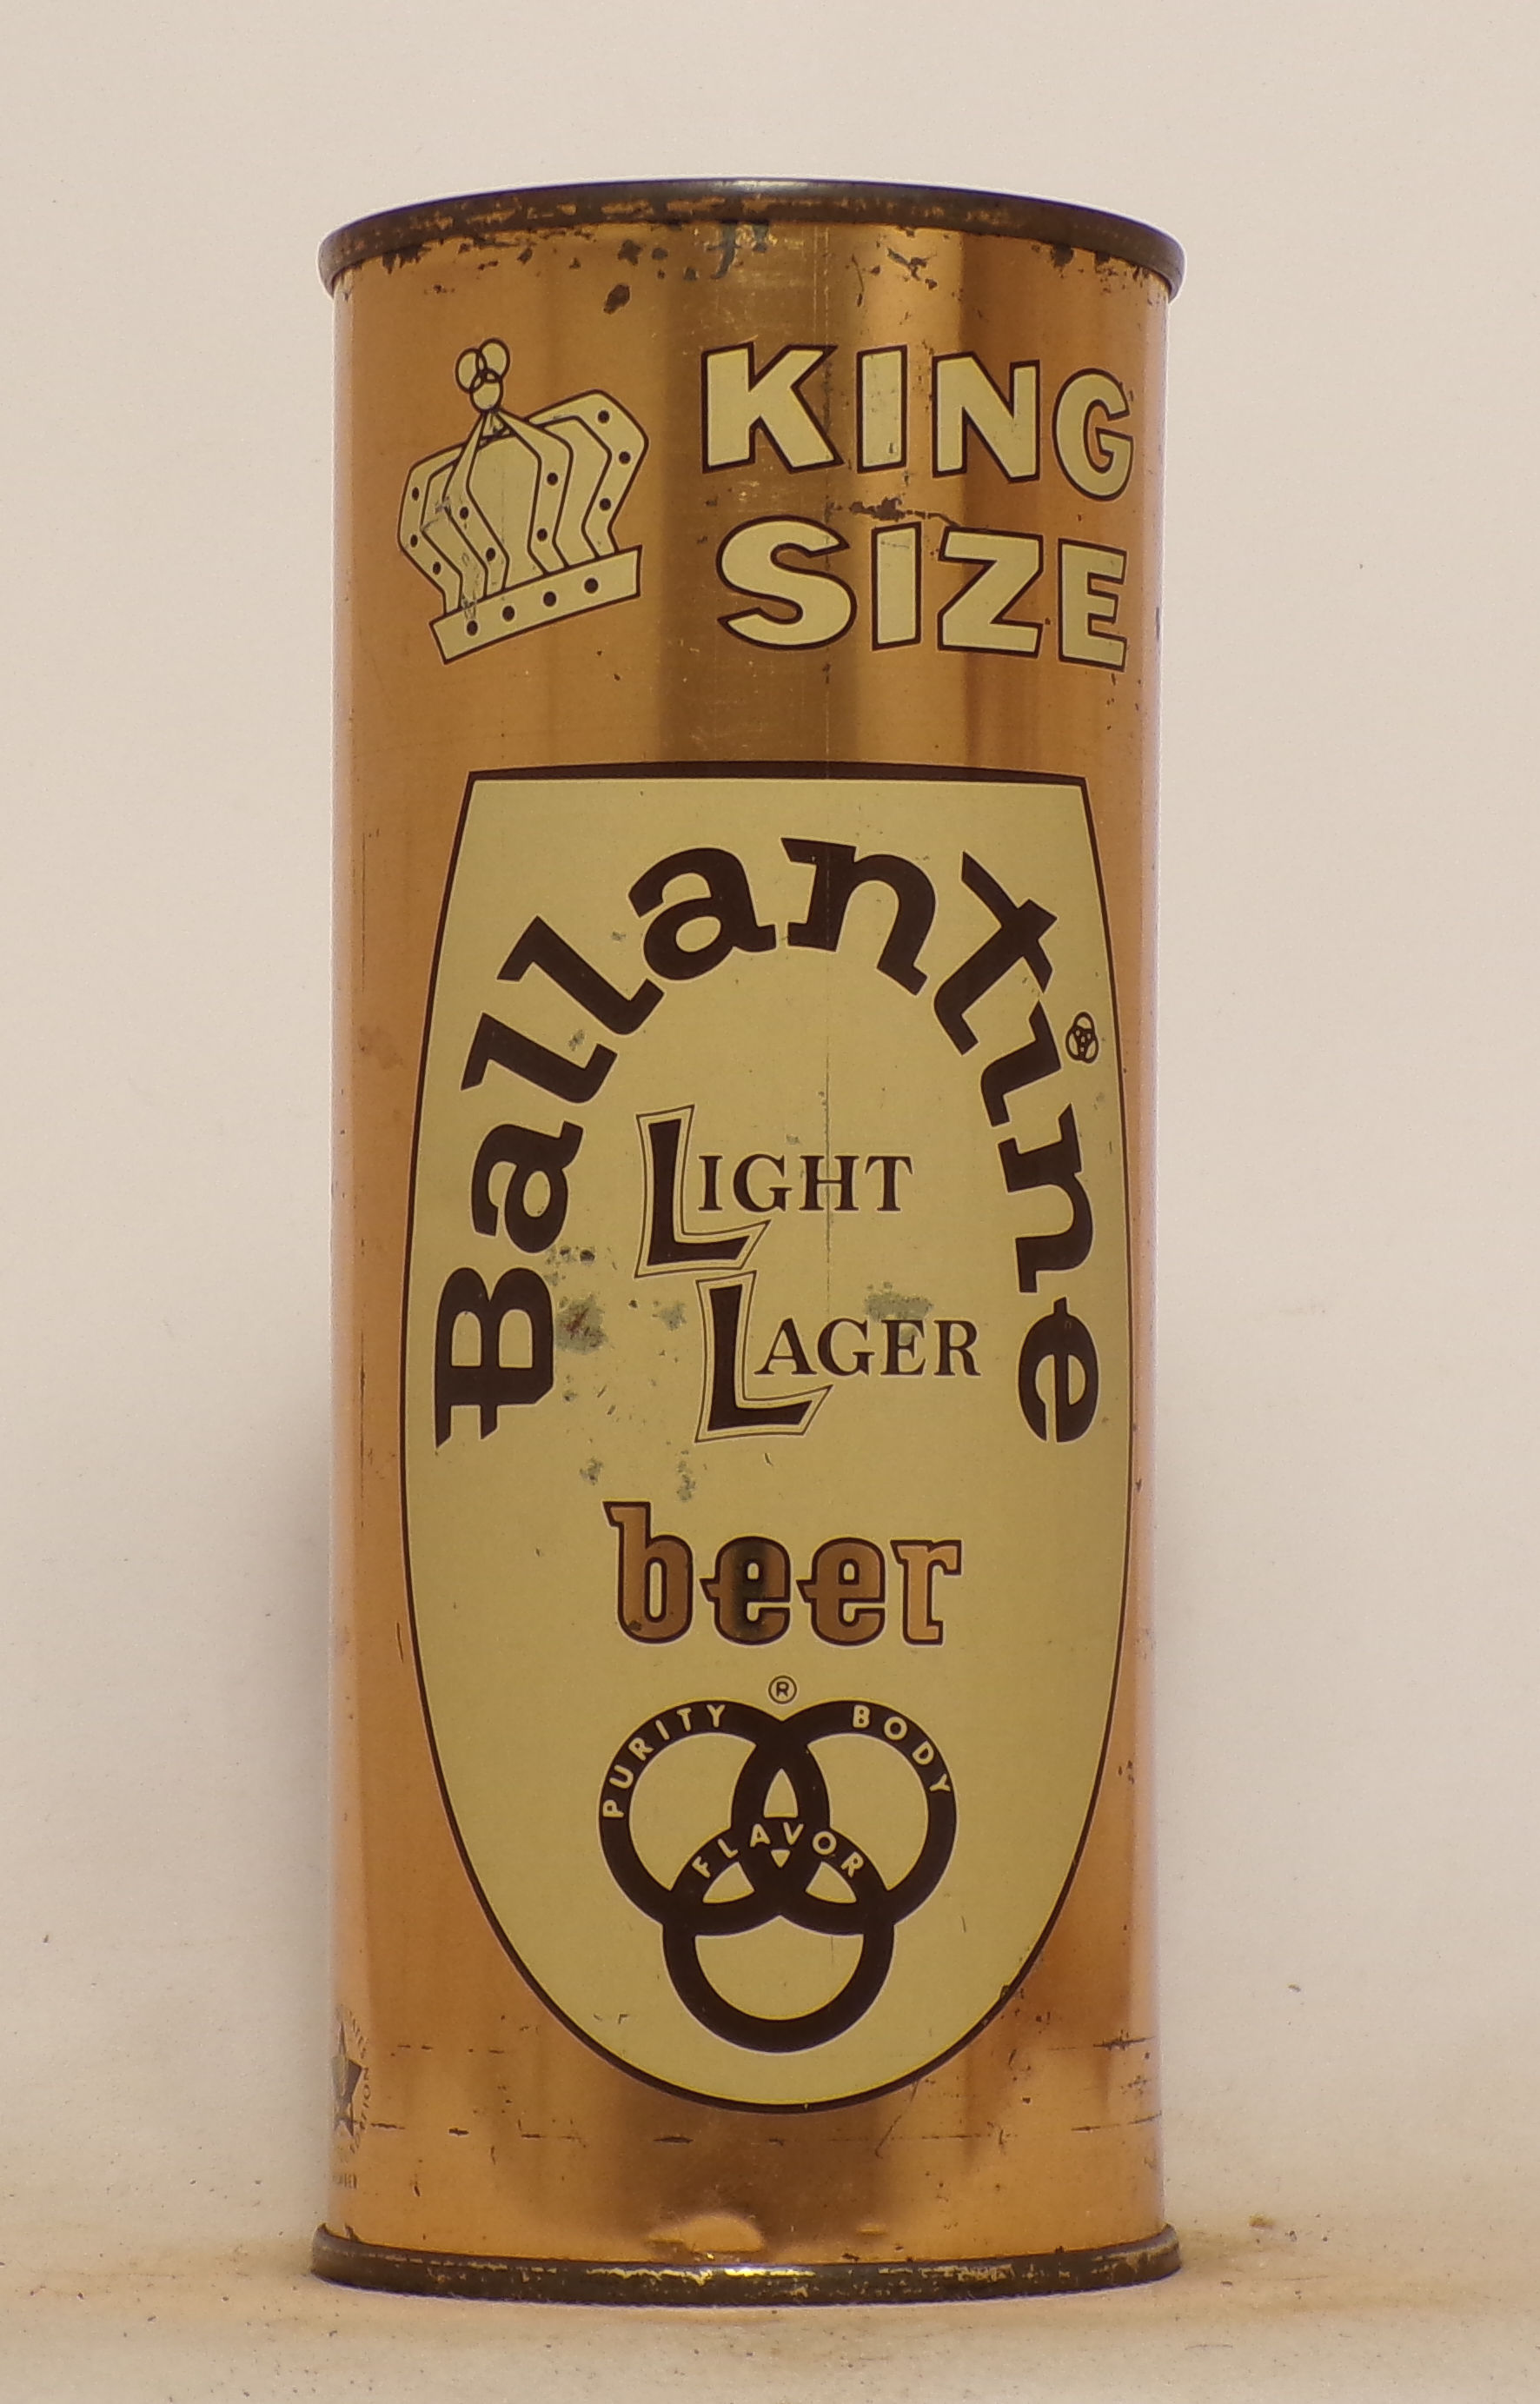 KING
SIZE
Ballantine
LIGHT
LAGER
beer
®
PURITY BODY
FLAVOR